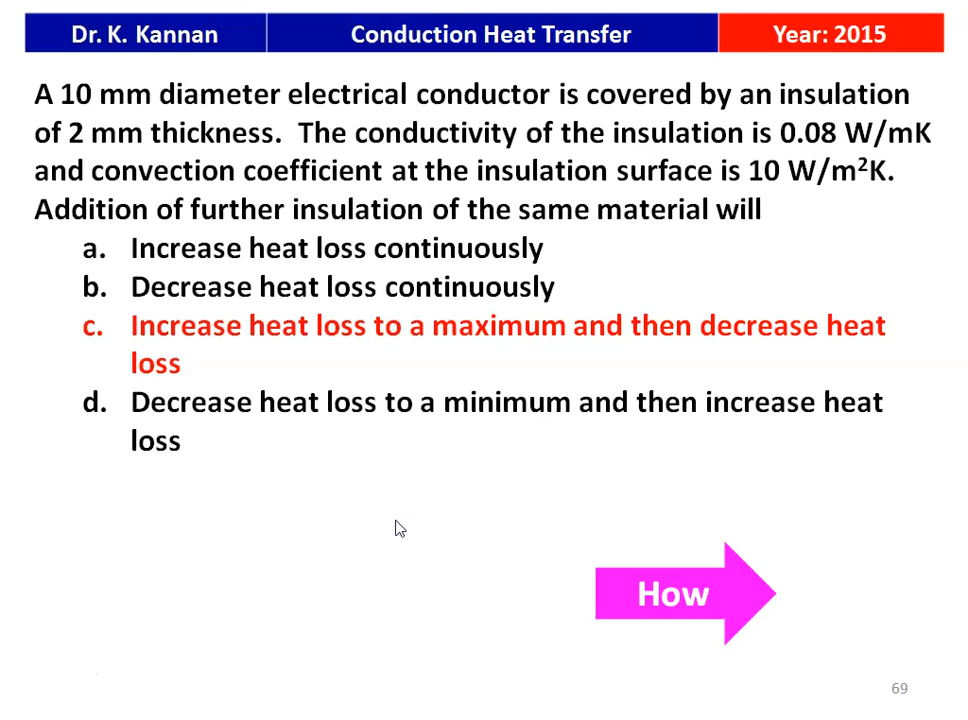 Dr. K. Kannan
Conduction Heat Transfer
Year: 2015
A 10 mm diameter electrical conductor is covered by an insulation
of 2 mm thickness.  The conductivity of the insulation is 0.08 W/mK
and convection coefficient at the insulation surface is 10 W/m²K.
Addition of further insulation of the same material will
a. Increase heat loss continuously
b. Decrease heat loss continuously
c. Increase heat loss to a maximum and then decrease heat
loss
d. Decrease heat loss to a minimum and then increase heat
loss
How
69